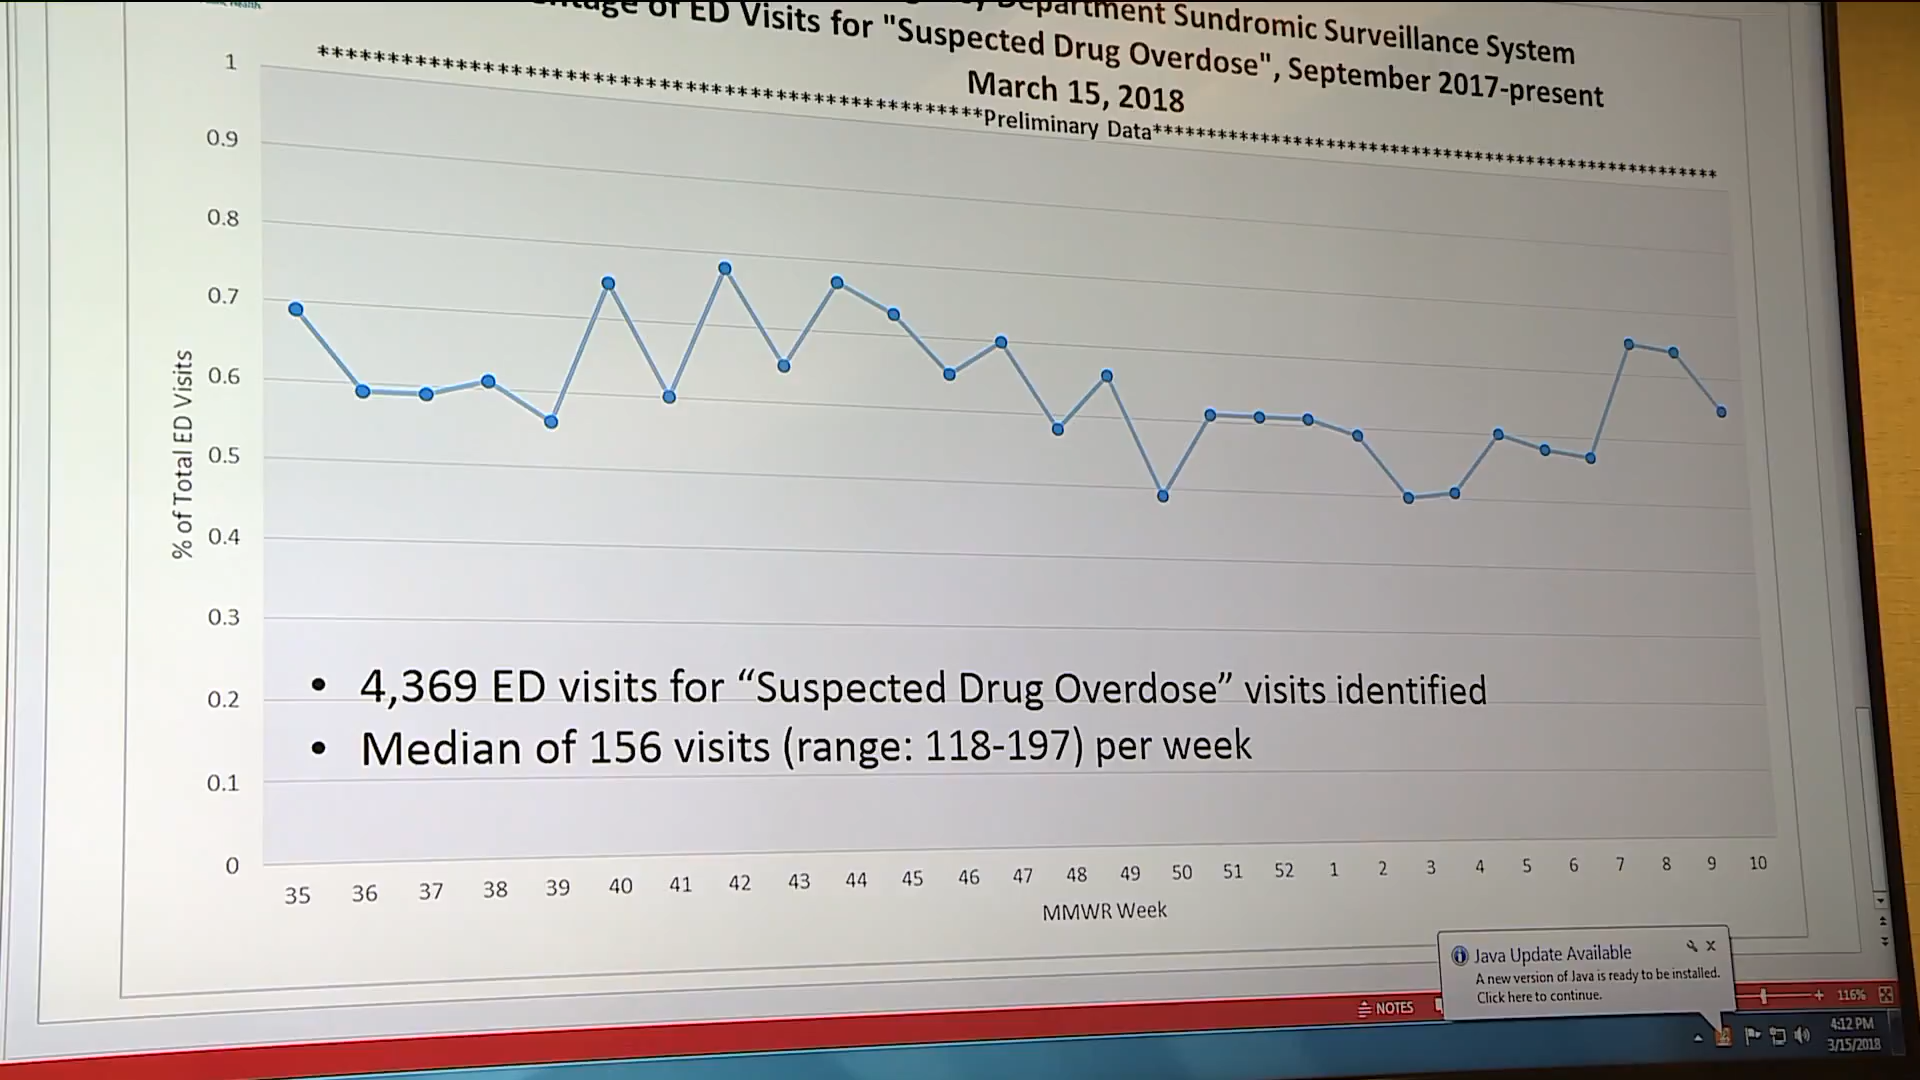 Health
of ED Visits for "Suspected Drug Overdose", September 2017-present
Department Sundromic Surveillance System
March 15, 2018
****************************************************Preliminary Data****************************************************
1
0.9
0.8
0.7
0.6
0.5
0.4
0.3
0.2
0.1
0
% of Total ED Visits
• 4,369 ED visits for “Suspected Drug Overdose” visits identified
• Median of 156 visits (range: 118-197) per week
35 36 37 38 39 40 41 42 43 44 45 46 47 48 49 50 51 52 1 2 3 4 5 6 7 8 9 10
MMWR Week
Java Update Available
A new version of Java is ready to be installed.
Click here to continue.
NOTES
116%
4:12 PM
3/15/2018